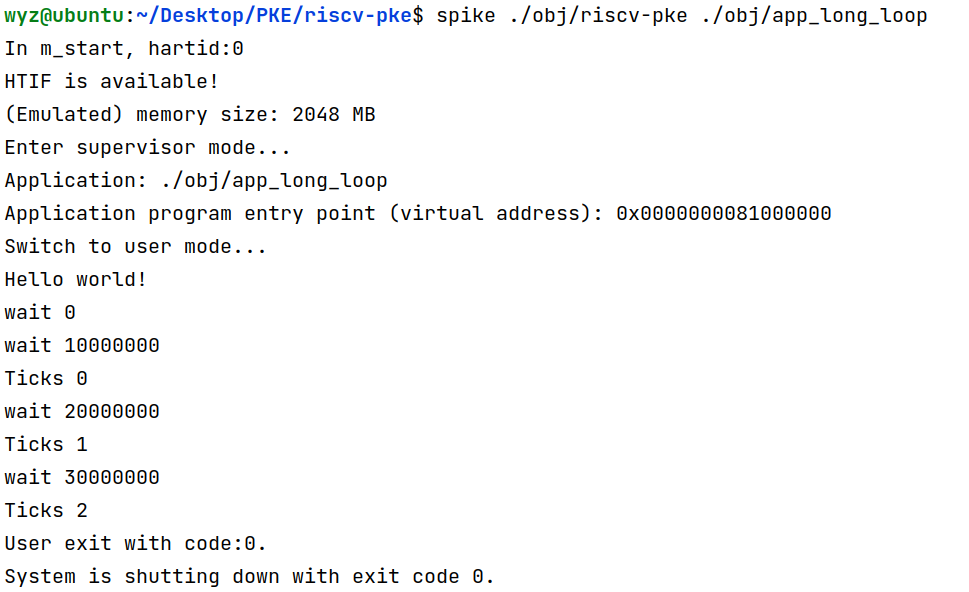 wyz@ubuntu:~/Desktop/PKE/riscv-pke$ spike ./obj/riscv-pke ./obj/app_long_loop
In m_start, hartid:0
HTIF is available!
(Emulated) memory size: 2048 MB
Enter supervisor mode...
Application: ./obj/app_long_loop
Application program entry point (virtual address): 0x0000000081000000
Switch to user mode...
Hello world!
wait 0
wait 10000000
Ticks 0
wait 20000000
Ticks 1
wait 30000000
Ticks 2
User exit with code:0.
System is shutting down with exit code 0.